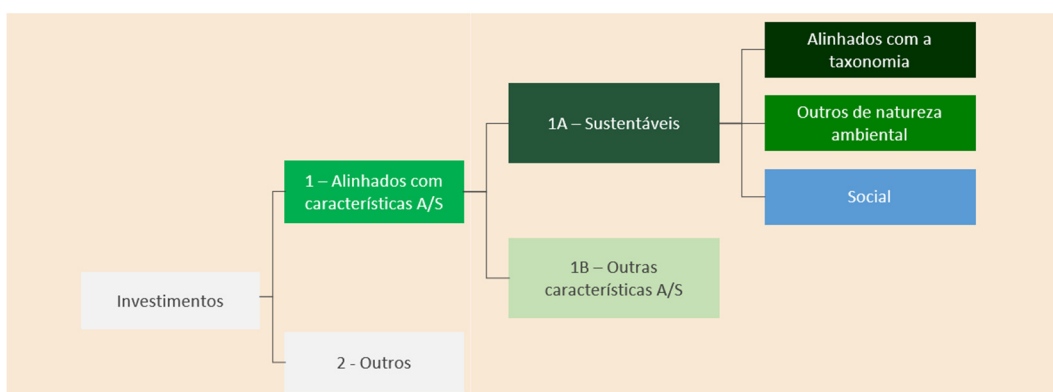 Investimentos
1 – Alinhados com
características A/S
2 - Outros
1A – Sustentáveis
1B – Outras
características A/S
Alinhados com a
taxonomia
Outros de natureza
ambiental
Social